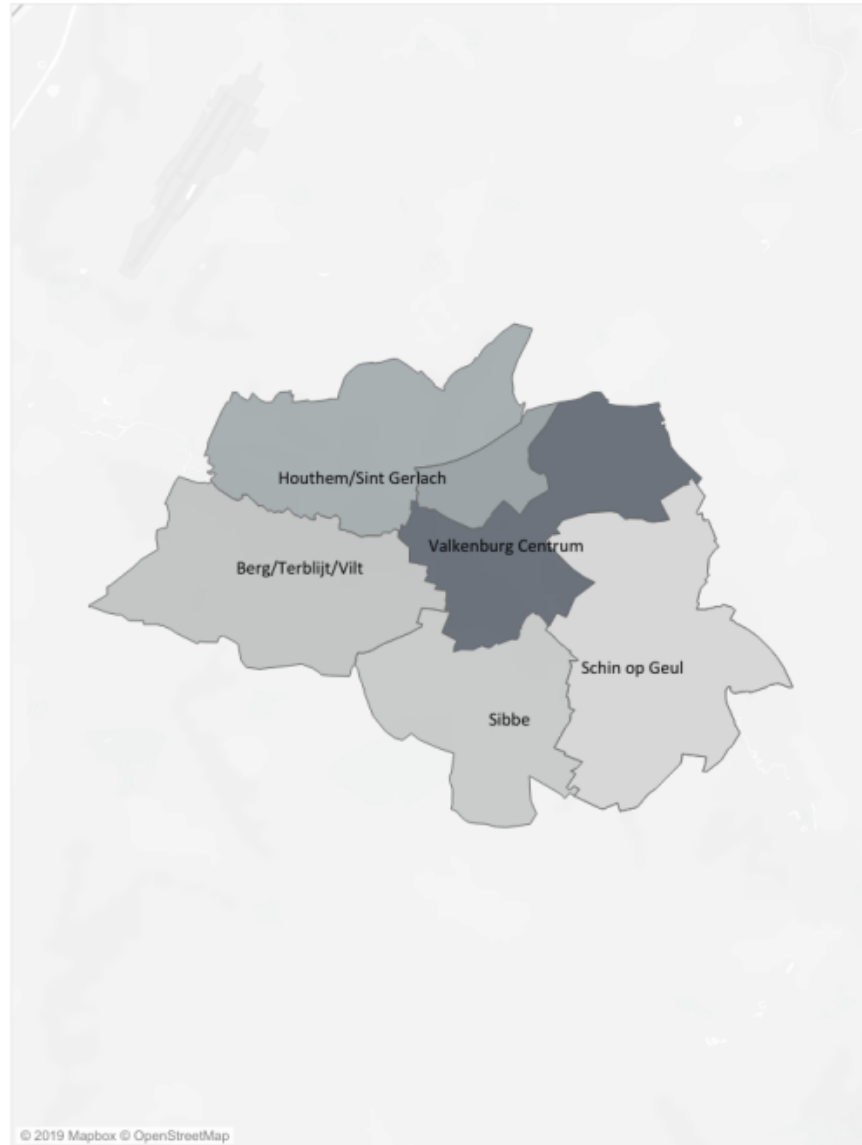 Houthem/Sint Gerlach
Valkenburg Centrum
Berg/Terblijt/Vilt
Schin op Geul
Sibbe
© 2019 Mapbox © OpenStreetMap